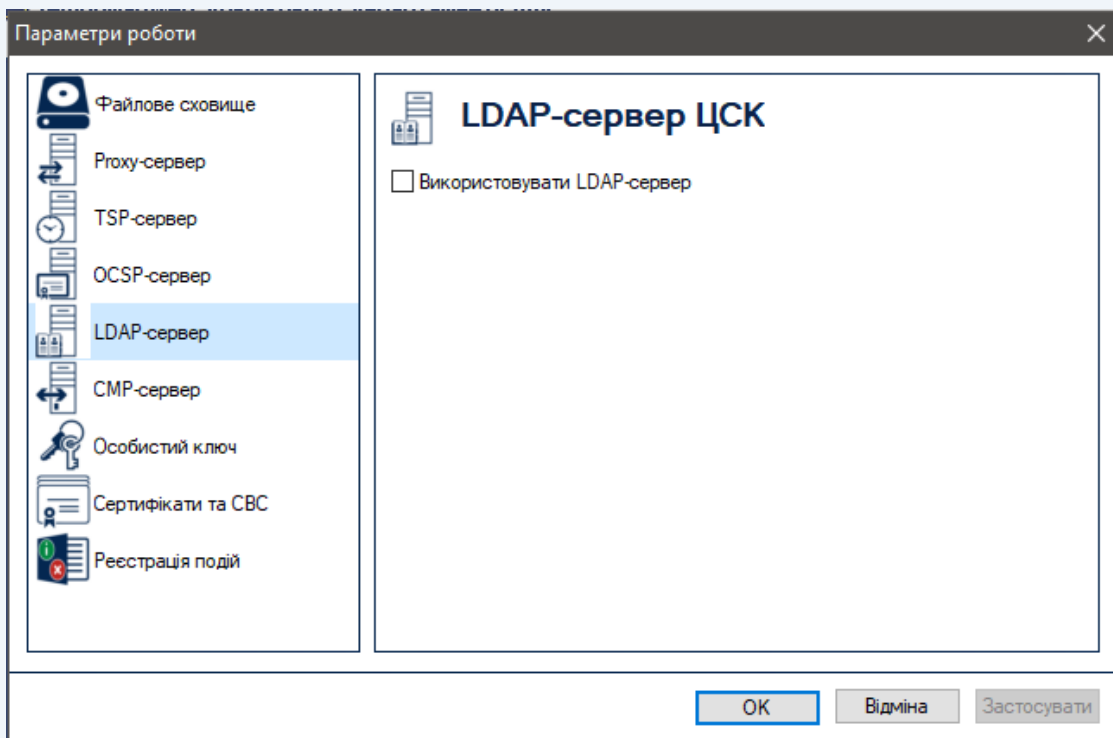 Параметри роботи
Файлове сховище
Proxy-сервер
TSP-сервер
OCSP-сервер
LDAP-сервер
CMP-сервер
Особистий ключ
Сертифікати та СВС
Реєстрація подій
LDAP-сервер ЦСК
Використовувати LDAP-сервер
OK
Відміна
Застосувати